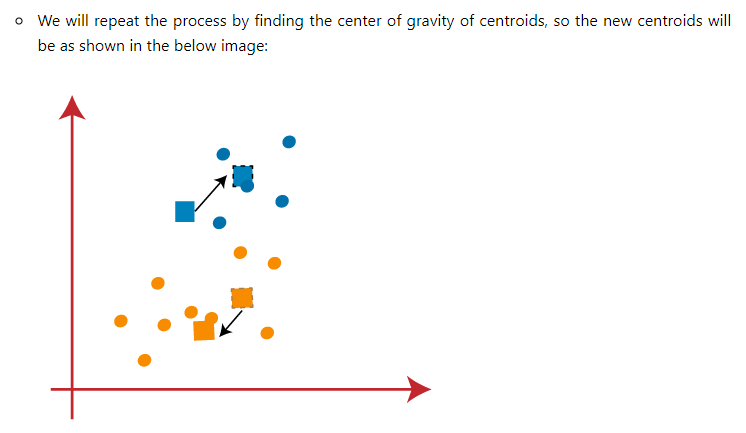 We will repeat the process by finding the center of gravity of centroids, so the new centroids will
be as shown in the below image: